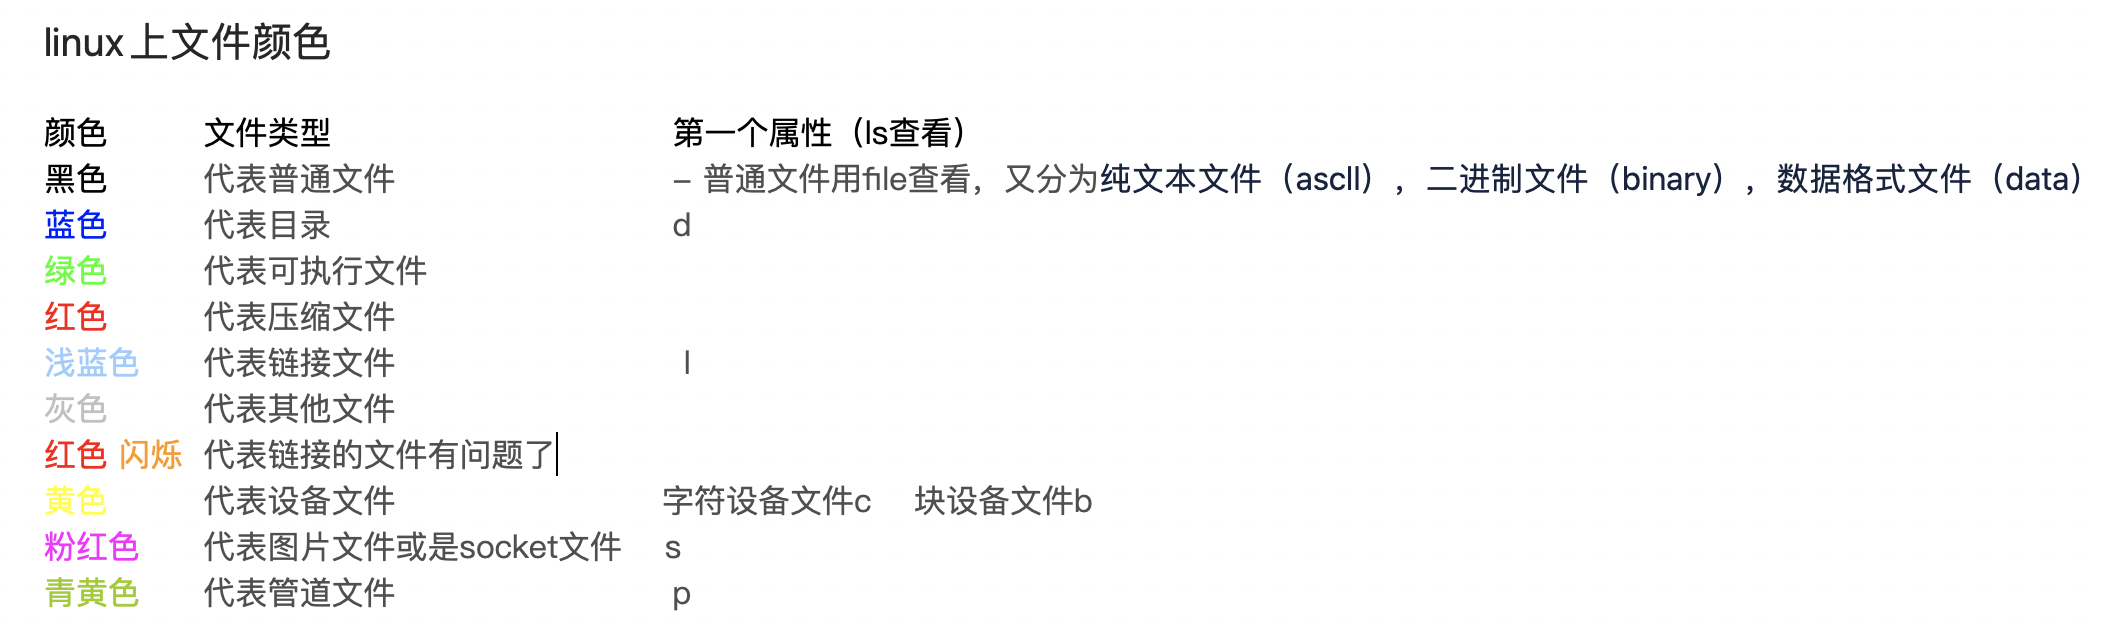 linux上文件颜色
颜色 文件类型 第一个属性（ls查看）
黑色 代表普通文件 – 普通文件用file查看，又分为纯文本文件（ascll），二进制文件（binary），数据格式文件（data）
蓝色 代表目录 d
绿色 代表可执行文件
红色 代表压缩文件
浅蓝色 代表链接文件 l
灰色 代表其他文件
红色 闪烁 代表链接的文件有问题了
黄色 代表设备文件 字符设备文件c 块设备文件b
粉红色 代表图片文件或是socket文件 s
青黄色 代表管道文件 p